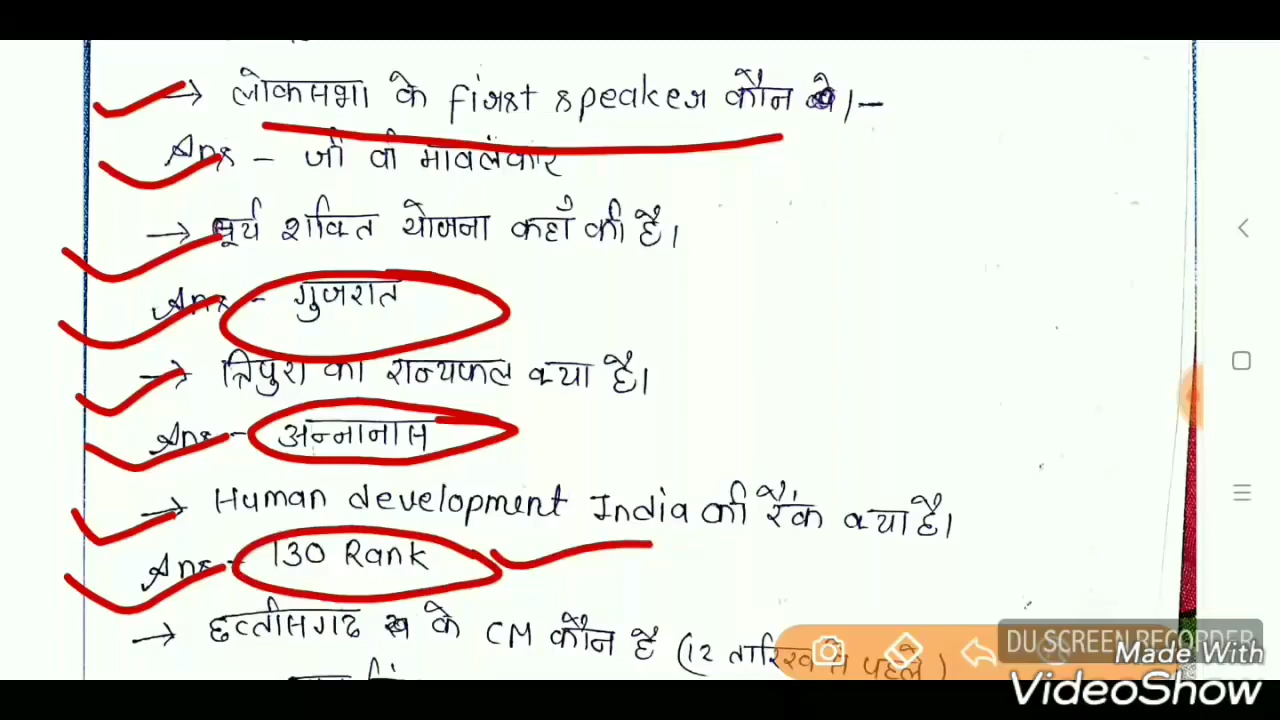 → लोकसभा के first speaker कौन थे।-
Ans - जी वी मावलंकार
→ सूर्य शक्ति योजना कहाँ की है।
Ans - गुजरात
→ त्रिपुरा का राज्यफल क्या है।
Ans - अन्नानास
→ Human development India की रैंक क्या है।
Ans - 130 Rank
→ छत्तीसगढ के CM कौन है (12 तारिख से पहले)
DU SCREEN RECORDER
Made With
VideoShow